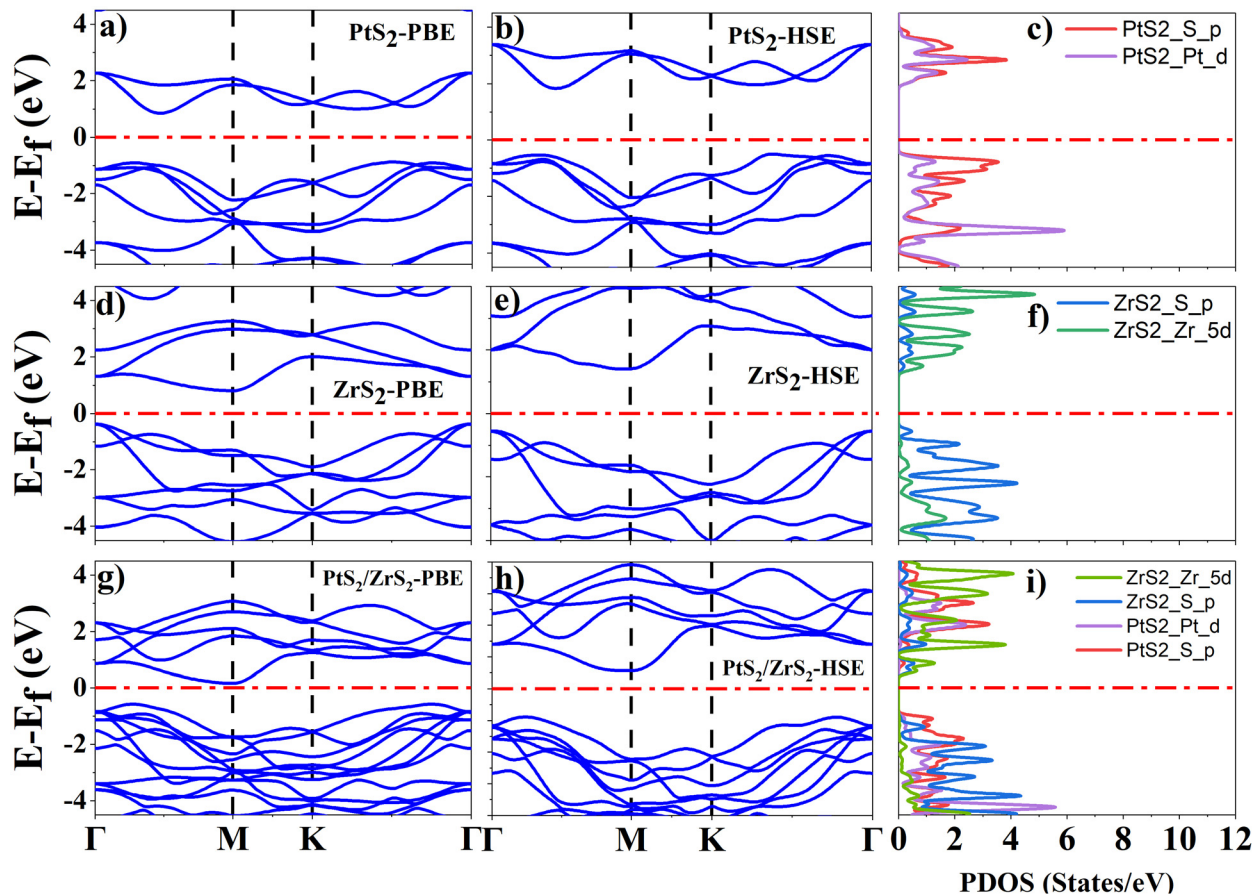 a) PtS2-PBE
b) PtS2-HSE
c) PtS2_S_p
PtS2_Pt_d
4
2
0
-2
-4
E-Ef (eV)
d) ZrS2-PBE
e) ZrS2-HSE
f) ZrS2_S_p
ZrS2_Zr_5d
4
2
0
-2
-4
E-Ef (eV)
g) PtS2/ZrS2-PBE
h) PtS2/ZrS2-HSE
i) ZrS2_Zr_5d
ZrS2_S_p
PtS2_Pt_d
PtS2_S_p
4
2
0
-2
-4
E-Ef (eV)
Γ M K Γ
Γ M K Γ
0 2 4 6 8 10 12
PDOS (States/eV)